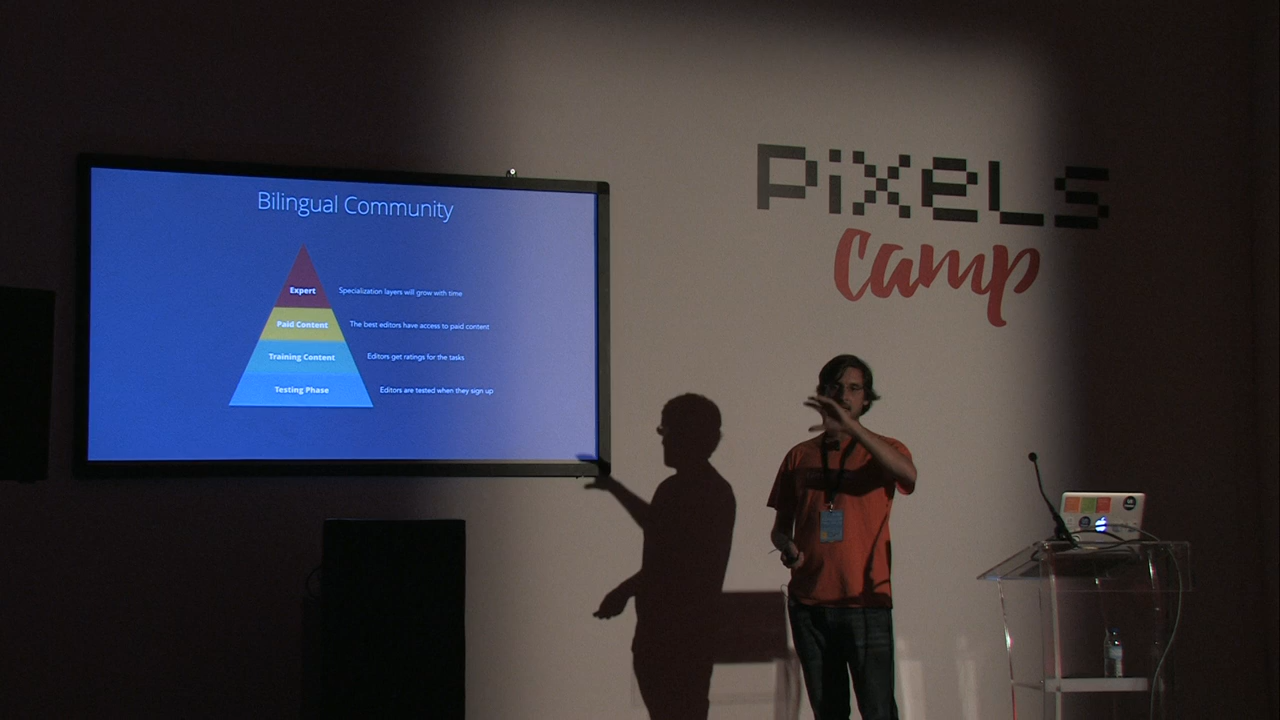 Bilingual Community
Expert
Specialization layers will grow with time
Paid Content
The best editors have access to paid content
Training Content
Editors get ratings for the tasks
Testing Phase
Editors are tested when they sign up
PixeLs
Camp